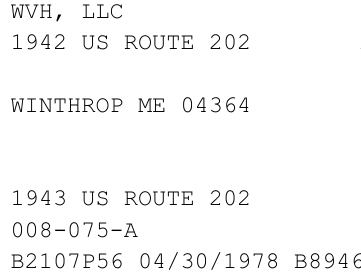 WVH, LLC
1942 US ROUTE 202
WINTHROP ME 04364
1943 US ROUTE 202
008-075-A
B2107P56 04/30/1978 B8946